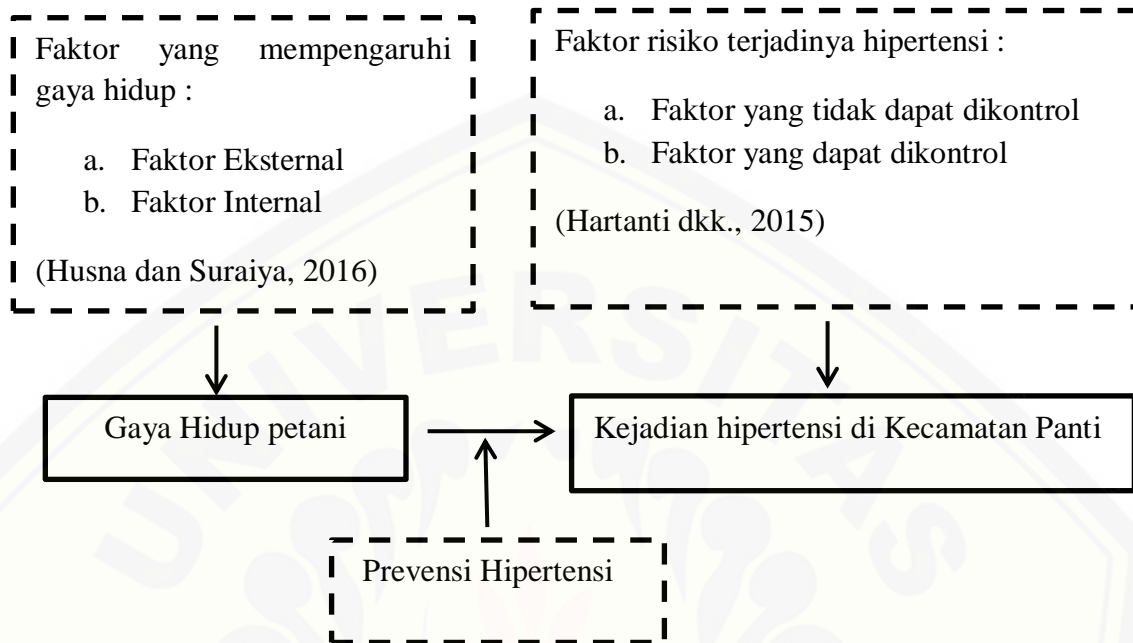 Faktor yang mempengaruhi
gaya hidup :
a. Faktor Eksternal
b. Faktor Internal
(Husna dan Suraiya, 2016)
Faktor risiko terjadinya hipertensi :
a. Faktor yang tidak dapat dikontrol
b. Faktor yang dapat dikontrol
(Hartanti dkk., 2015)
Gaya Hidup petani
Kejadian hipertensi di Kecamatan Panti
Prevensi Hipertensi
UNIVERSITAS